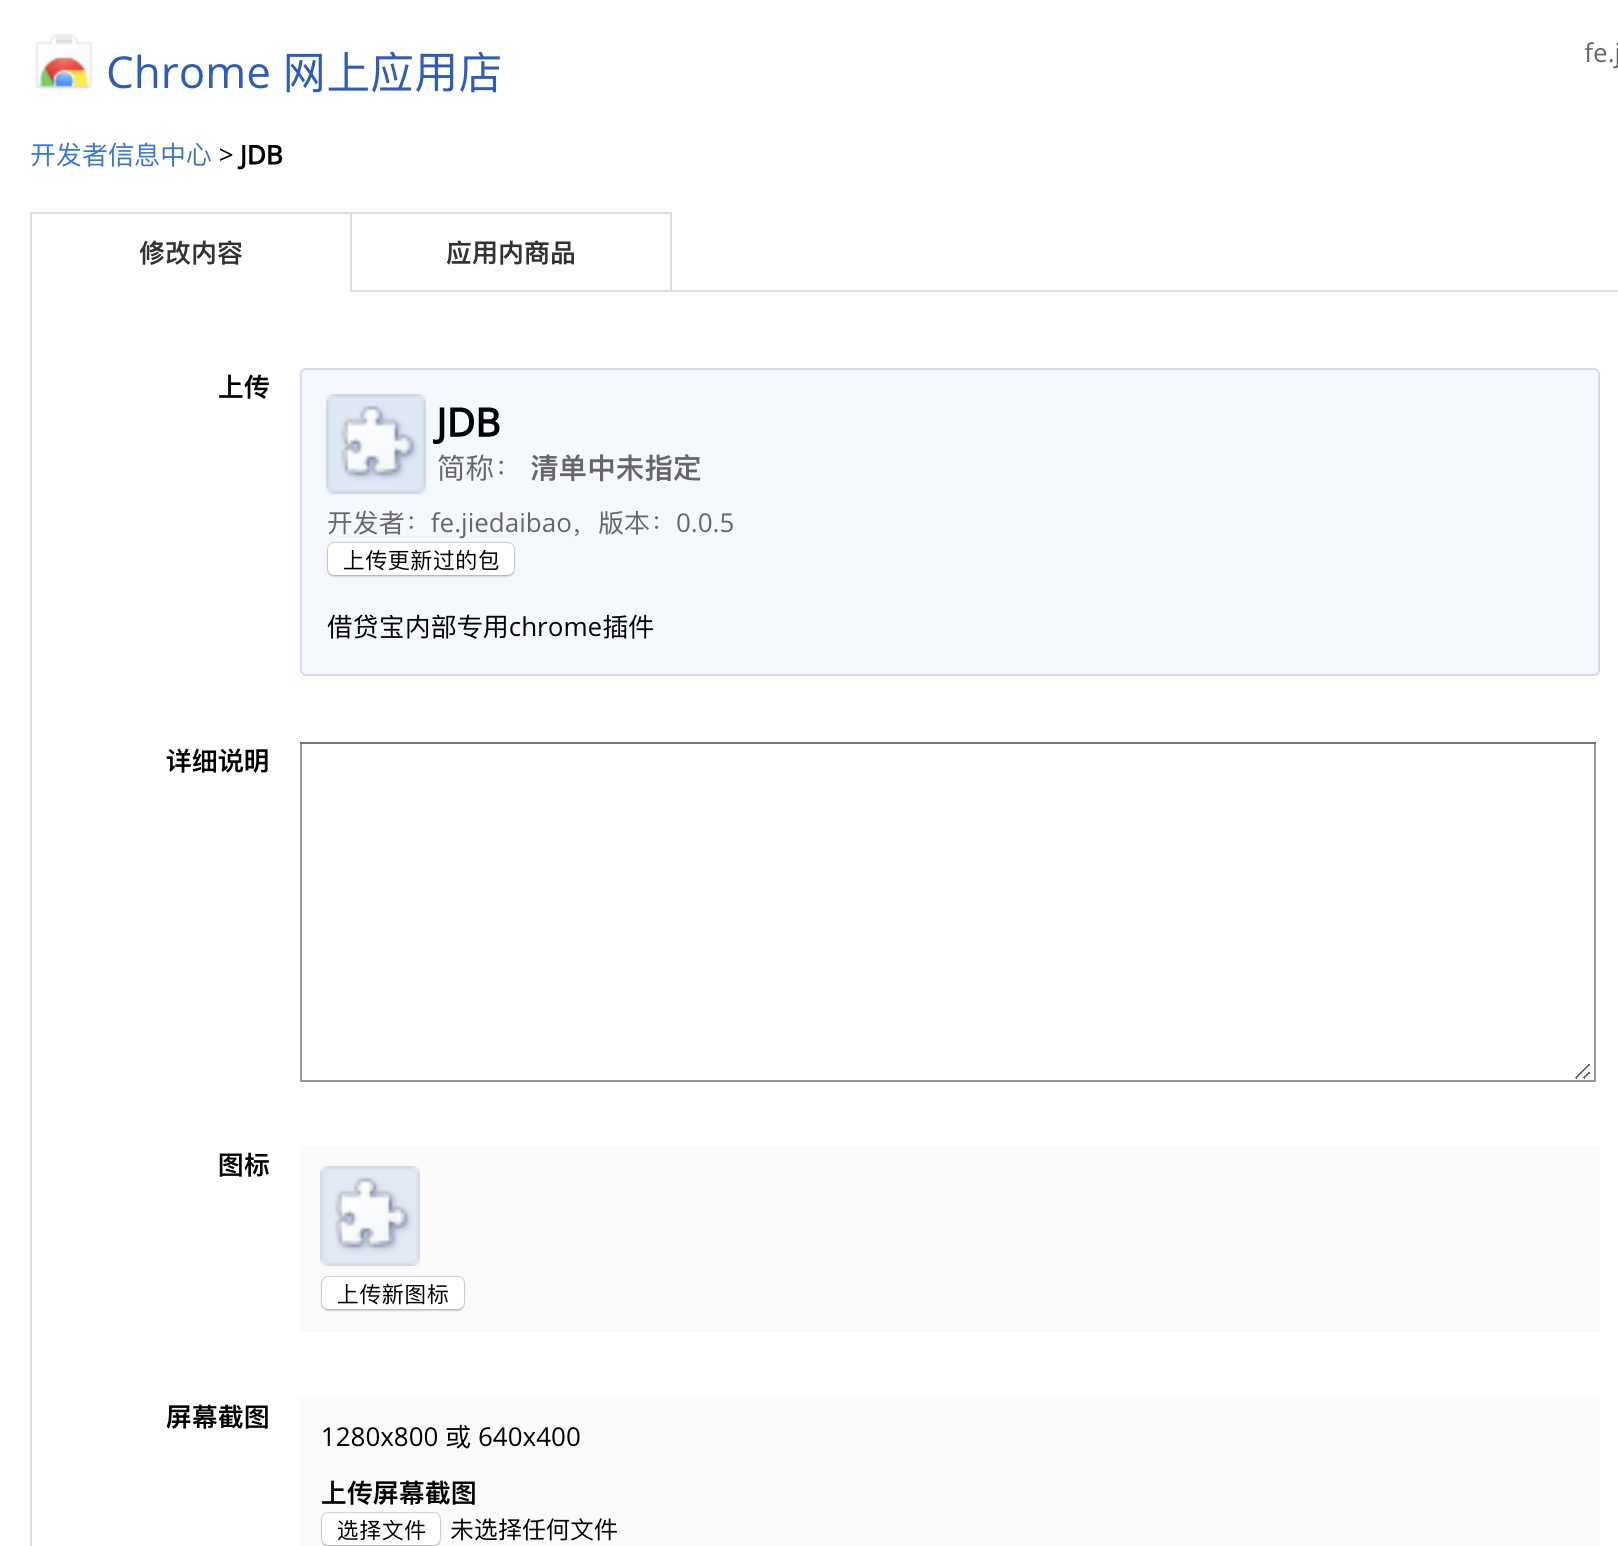 Chrome 网上应用店
fe.j
开发者信息中心 > JDB
修改内容
应用内商品
上传
JDB
简称： 清单中未指定
开发者：fe.jiedaibao，版本：0.0.5
上传更新过的包
借贷宝内部专用chrome插件
详细说明
图标
上传新图标
屏幕截图
1280x800 或 640x400
上传屏幕截图
选择文件 未选择任何文件